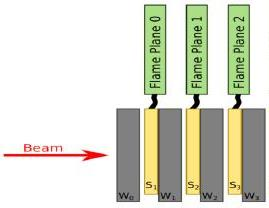 Flame Plane 0
Flame Plane 1
Flame Plane 2
Beam
W₀ S₁ W₁ S₂ W₂ S₃ W₃